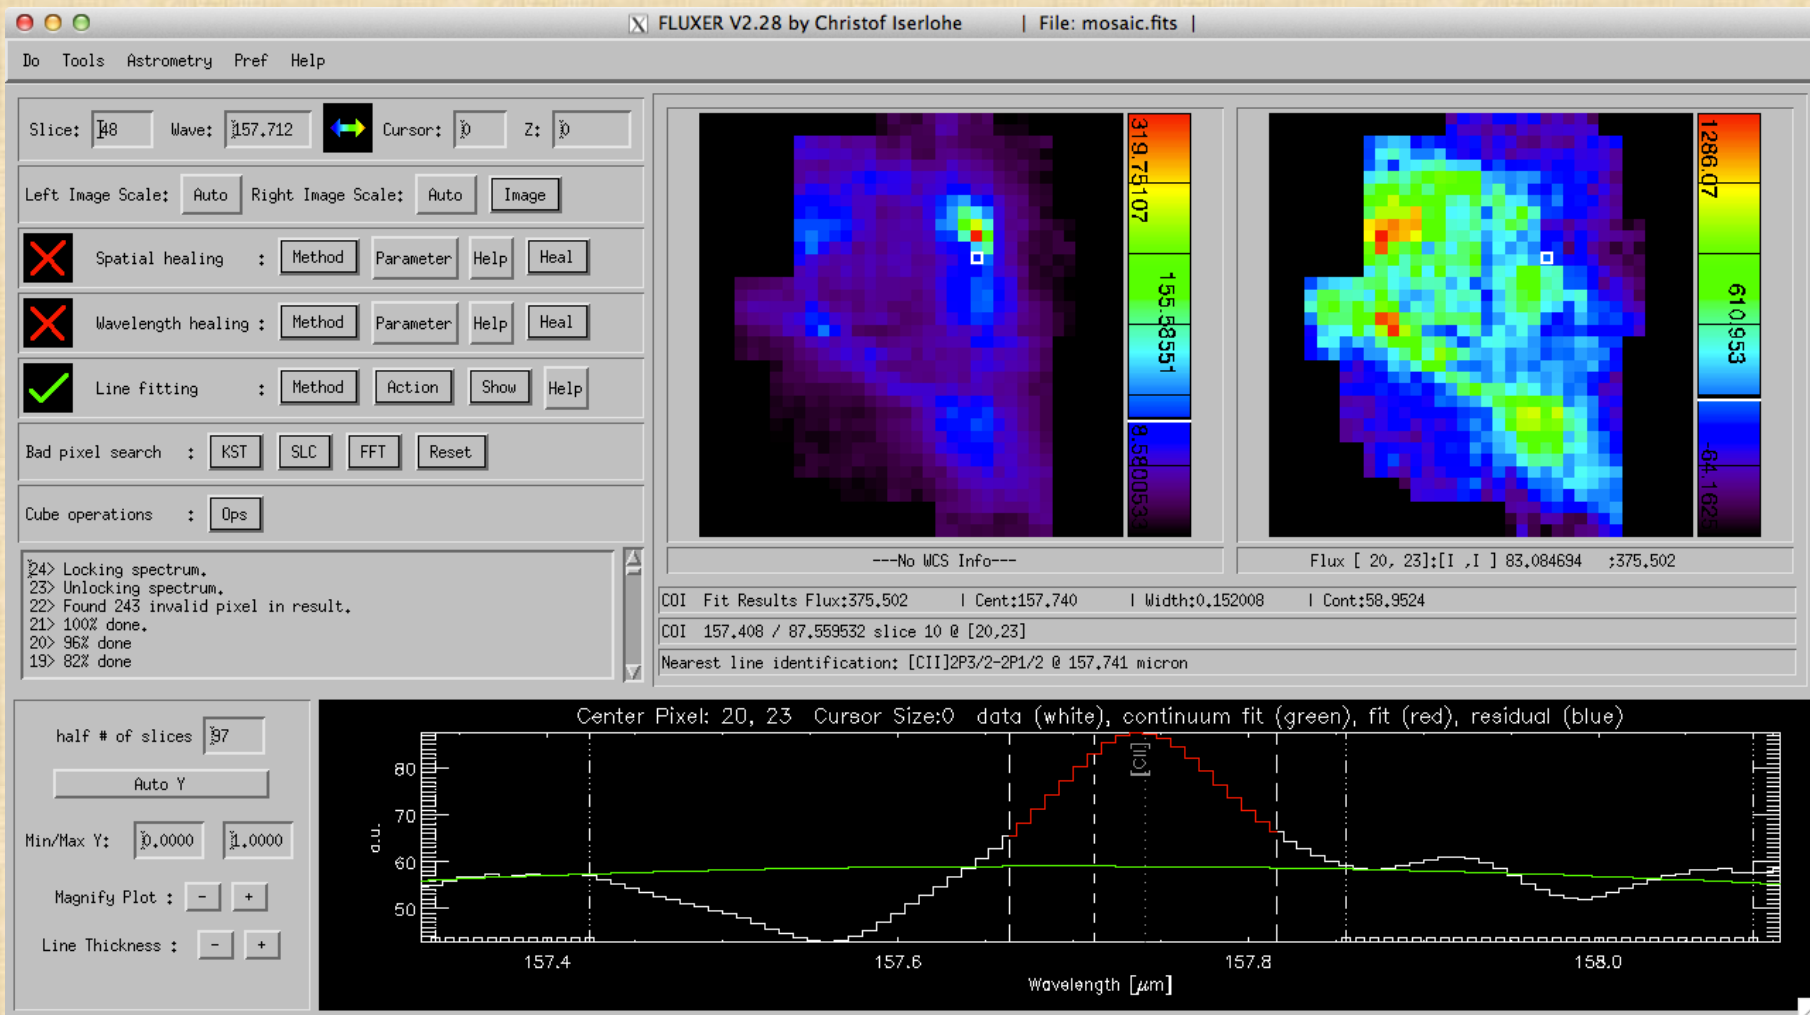 FLUXER V2.28 by Christof Iserlohe | File: mosaic.fits |
Do Tools Astrometry Pref Help
Slice: 48 Wave: 157.712 Cursor: 0 Z: 0
Left Image Scale: Auto Right Image Scale: Auto Image
Spatial healing : Method Parameter Help Heal
Wavelength healing : Method Parameter Help Heal
Line fitting : Method Action Show Help
Bad pixel search : KST SLC FFT Reset
Cube operations : Ops
24> Locking spectrum.
23> Unlocking spectrum.
22> Found 243 invalid pixel in result.
21> 100% done.
20> 96% done
19> 82% done
319.75107
155.58551
1286.07
610.953
---No WCS Info---
Flux [ 20, 23]:[I ,I ] 83.084694 ;375.502
COI Fit Results Flux:375.502 | Cent:157.740 | Width:0.152008 | Cont:58.9524
COI 157.408 / 87.559532 slice 10 @ [20,23]
Nearest line identification: [CII]2P3/2-2P1/2 @ 157.741 micron
half # of slices 97
Auto Y
Min/Max Y: 0.0000 1.0000
Magnify Plot : - +
Line Thickness : - +
Center Pixel: 20, 23 Cursor Size:0 data (white), continuum fit (green), fit (red), residual (blue)
[CII]
80
70
60
50
a.u.
157.4 157.6 157.8 158.0
Wavelength [μm]